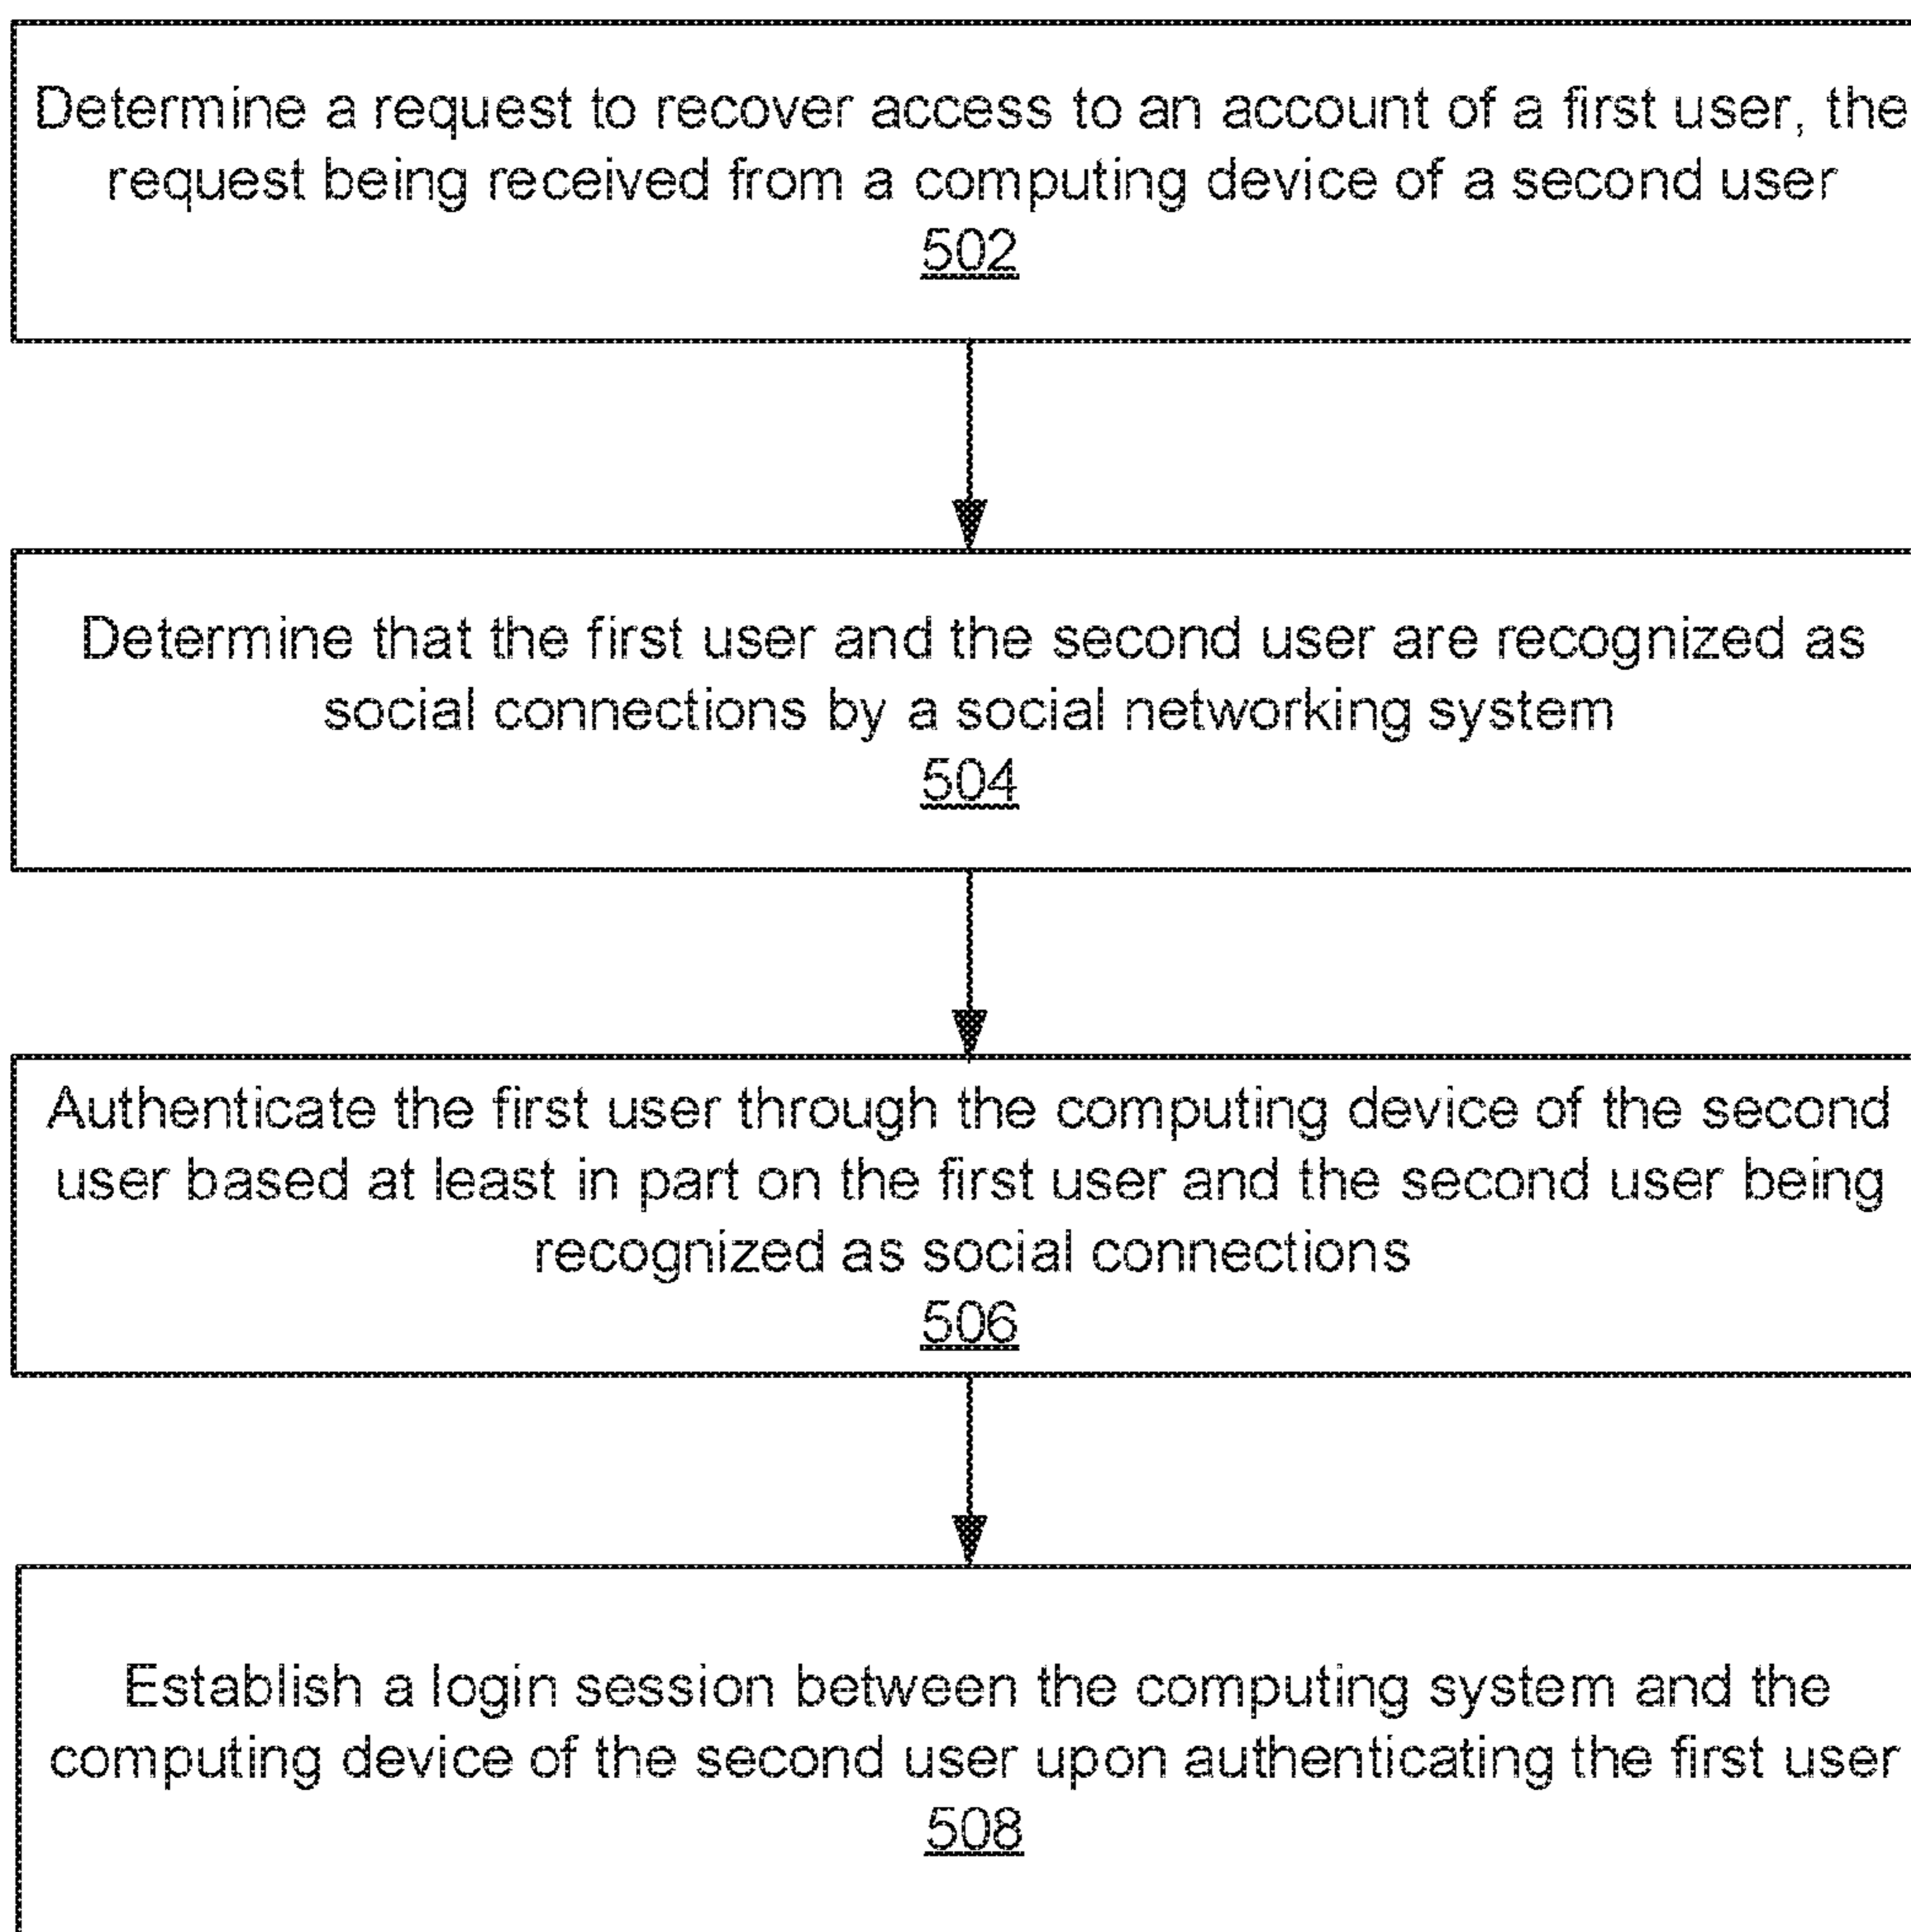 Determine a request to recover access to an account of a first user, the
request being received from a computing device of a second user
502
Determine that the first user and the second user are recognized as
social connections by a social networking system
504
Authenticate the first user through the computing device of the second
user based at least in part on the first user and the second user being
recognized as social connections
506
Establish a login session between the computing system and the
computing device of the second user upon authenticating the first user
508